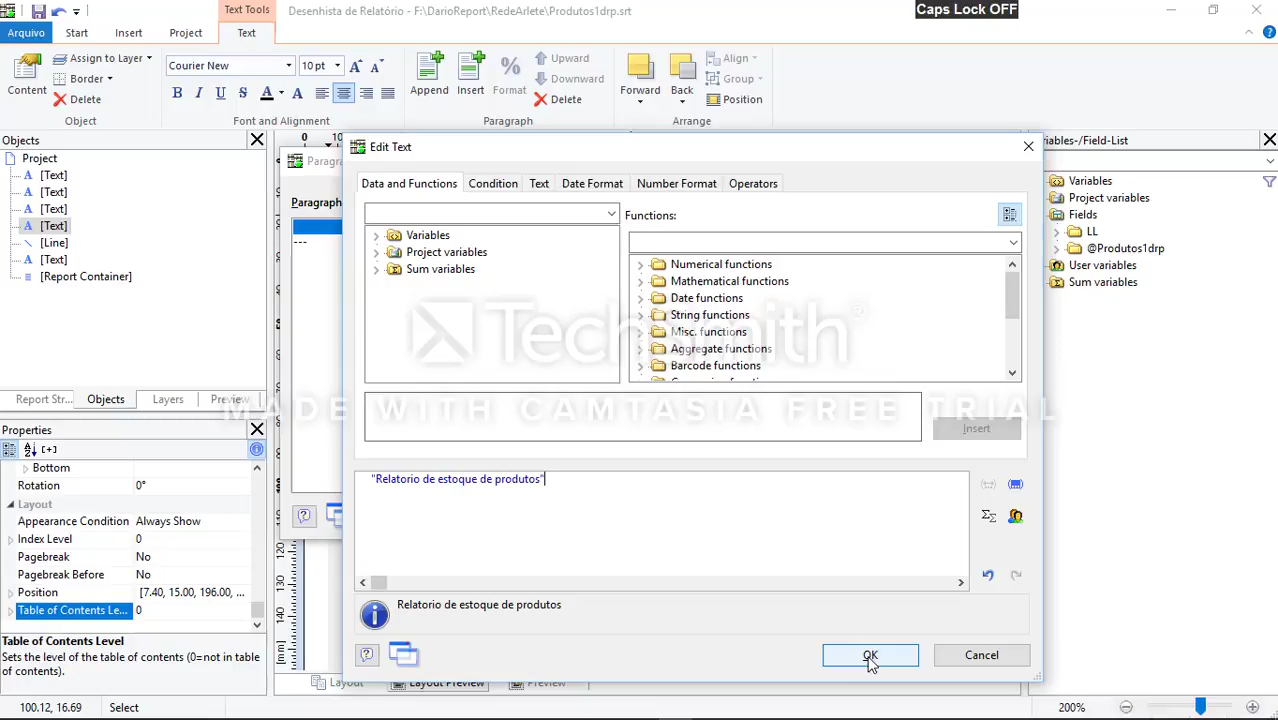 Text Tools
Desenhista de Relatório - F:\DarioReport\RedeArlete\Produtos1drp.srt
Caps Lock OFF
Arquivo
Start
Insert
Project
Text
Content
Assign to Layer
Border
Delete
Object
Courier New
10 pt
B I U S A A
Font and Alignment
Append
Insert
Format
Upward
Downward
Delete
Paragraph
Forward
Back
Align
Group
Position
Arrange
Objects
Project
[Text]
[Text]
[Text]
[Text]
[Line]
[Text]
[Report Container]
Report Str...
Objects
Layers
Preview
Properties
Bottom
Rotation 0°
Layout
Appearance Condition Always Show
Index Level 0
Pagebreak No
Pagebreak Before No
Position [7.40, 15.00, 196.00, ...
Table of Contents Le... 0
Table of Contents Level
Sets the level of the table of contents (0=not in table of contents).
Paragra
Paragraph
---
Edit Text
Data and Functions
Condition
Text
Date Format
Number Format
Operators
Variables
Project variables
Sum variables
Functions:
Numerical functions
Mathematical functions
Date functions
String functions
Misc. functions
Aggregate functions
Barcode functions
Insert
"Relatorio de estoque de produtos"
Relatorio de estoque de produtos
OK
Cancel
Techsmith
MADE WITH CAMTASIA FREE TRIAL
ariables-/Field-List
Variables
Project variables
Fields
LL
@Produtos1drp
User variables
Sum variables
Layout
Layout Preview
Preview
100.12, 16.69
Select
200%